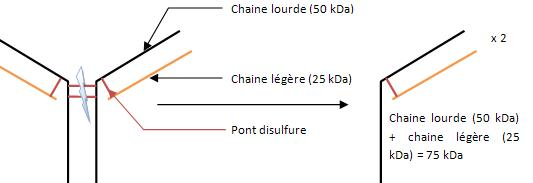 Chaine lourde (50 kDa)
x 2
Chaine légère (25 kDa)
Pont disulfure
Chaine lourde (50 kDa)
+ chaine légère (25
kDa) = 75 kDa